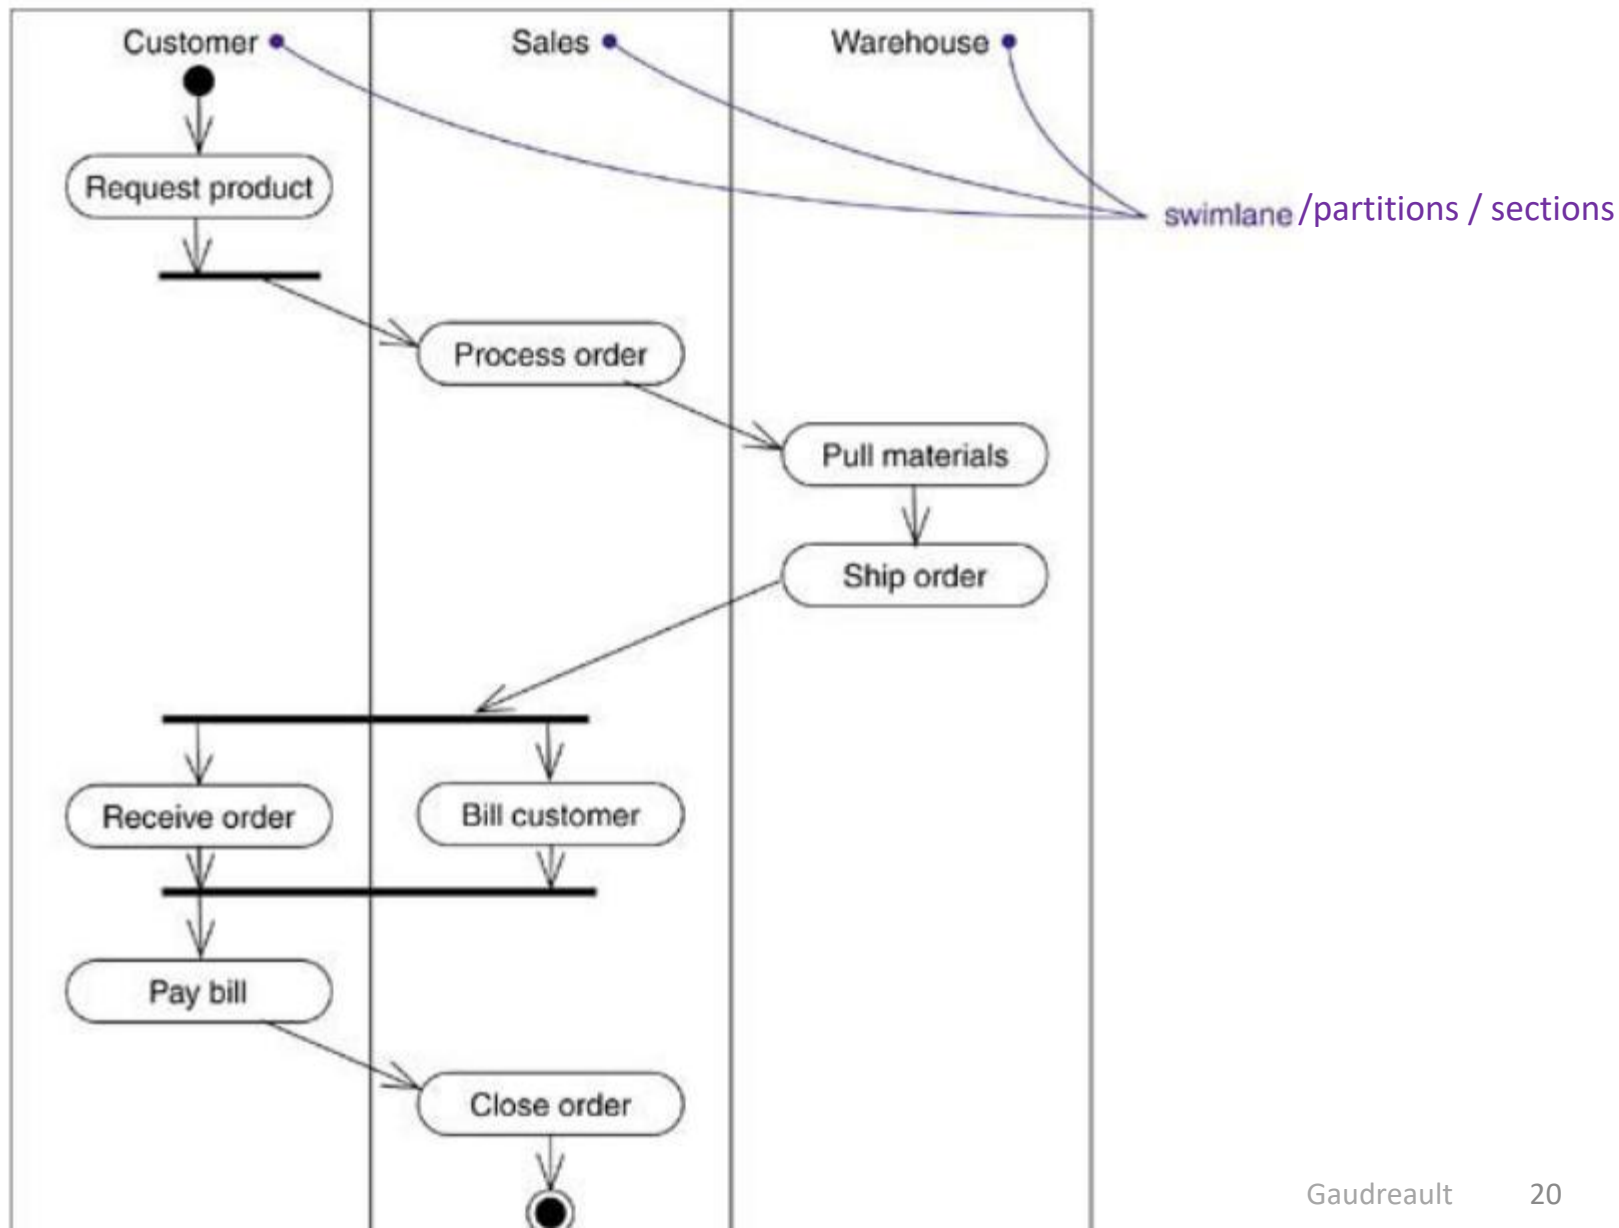 Customer
Sales
Warehouse
Request product
swimlane /partitions / sections
Process order
Pull materials
Ship order
Receive order
Bill customer
Pay bill
Close order
Gaudreault 20